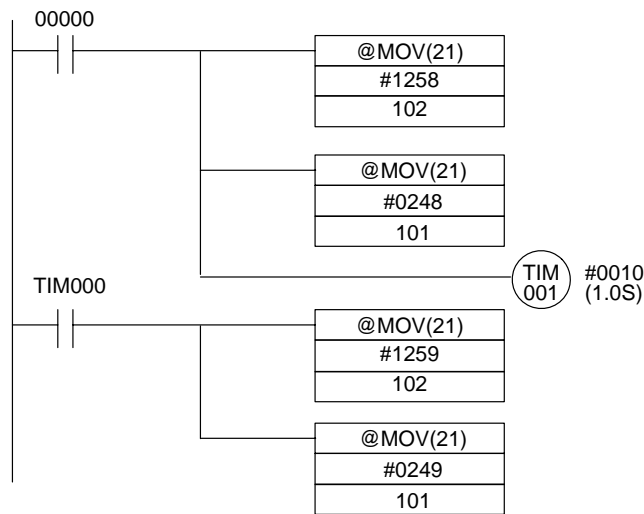 00000
@MOV(21)
#1258
102
@MOV(21)
#0248
101
TIM
001
#0010
(1.0S)
TIM000
@MOV(21)
#1259
102
@MOV(21)
#0249
101